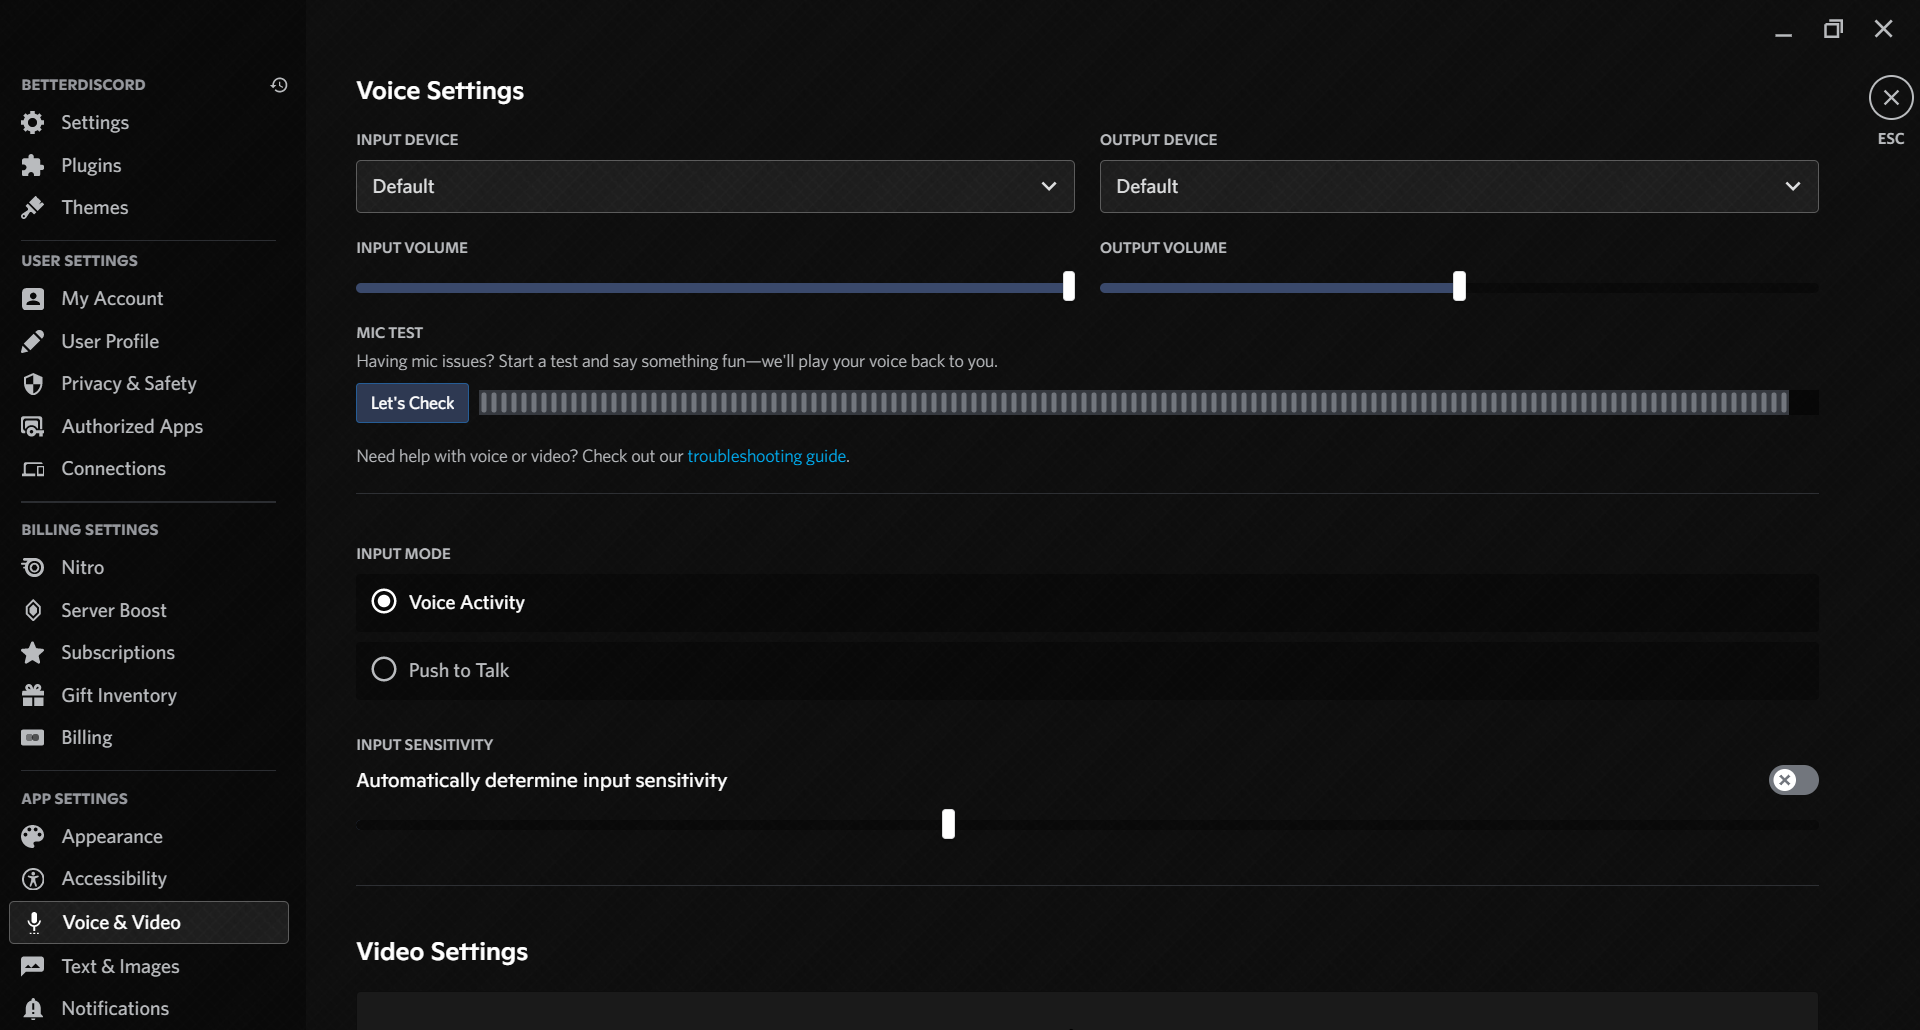 BETTERDISCORD
Settings
Plugins
Themes
USER SETTINGS
My Account
User Profile
Privacy & Safety
Authorized Apps
Connections
BILLING SETTINGS
Nitro
Server Boost
Subscriptions
Gift Inventory
Billing
APP SETTINGS
Appearance
Accessibility
Voice & Video
Text & Images
Notifications
Voice Settings
INPUT DEVICE
Default
OUTPUT DEVICE
Default
INPUT VOLUME
OUTPUT VOLUME
MIC TEST
Having mic issues? Start a test and say something fun—we'll play your voice back to you.
Let's Check
Need help with voice or video? Check out our troubleshooting guide.
INPUT MODE
Voice Activity
Push to Talk
INPUT SENSITIVITY
Automatically determine input sensitivity
Video Settings
ESC